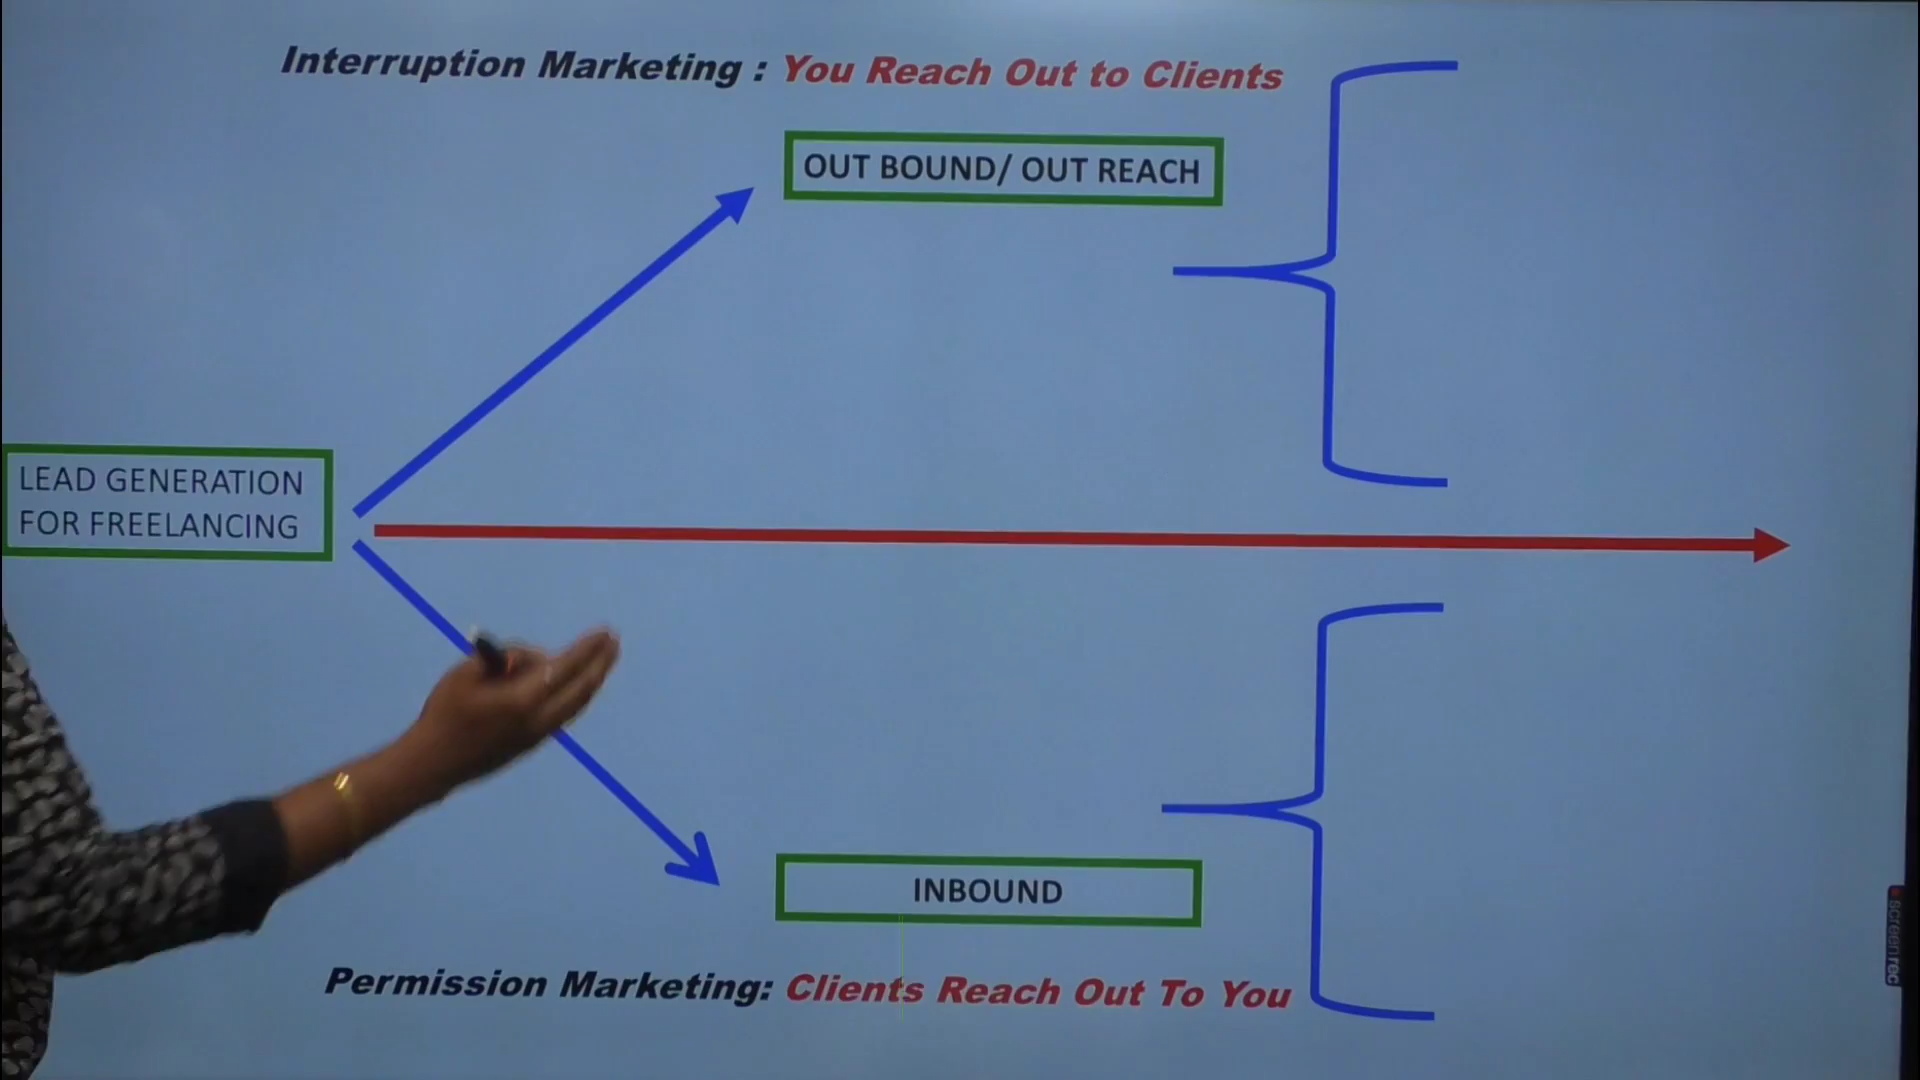 Interruption Marketing : You Reach Out to Clients
OUT BOUND/ OUT REACH
LEAD GENERATION
FOR FREELANCING
INBOUND
Permission Marketing: Clients Reach Out To You
screenrec